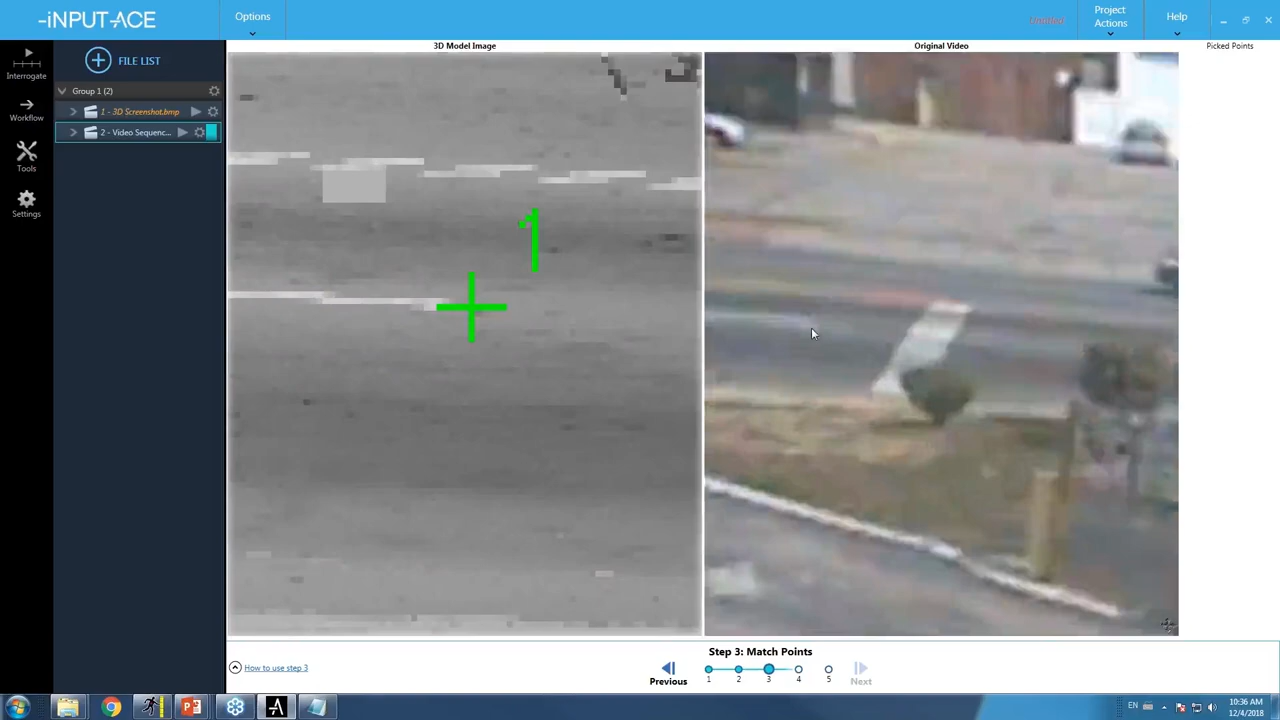 -iNPUT-ACE
Options
Untitled
Project Actions
Help
Interrogate
Workflow
Tools
Settings
FILE LIST
Group 1 (2)
1 - 3D Screenshot.bmp
2 - Video Sequenc...
3D Model Image
Original Video
Picked Points
1
How to use step 3
Step 3: Match Points
Previous
1 2 3 4 5
Next
EN
10:36 AM
12/4/2018